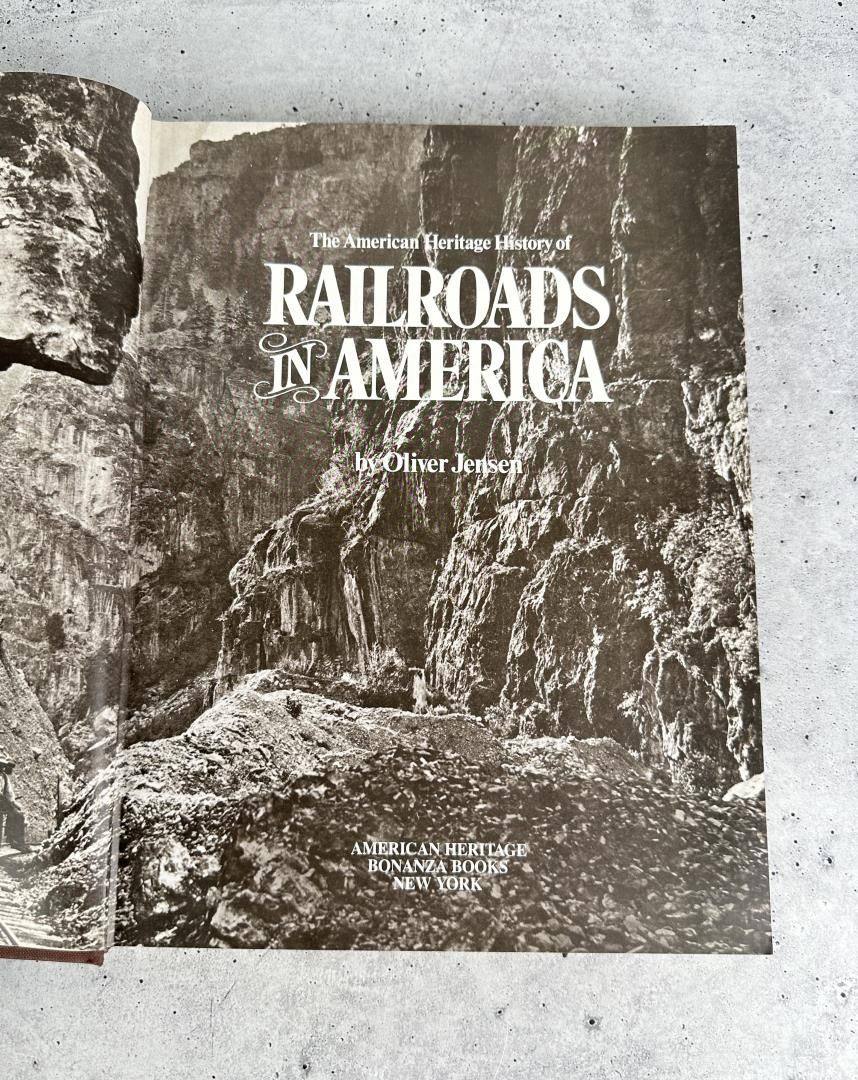 The American Heritage History of
RAILROADS
IN AMERICA
by Oliver Jensen
AMERICAN HERITAGE
BONANZA BOOKS
NEW YORK